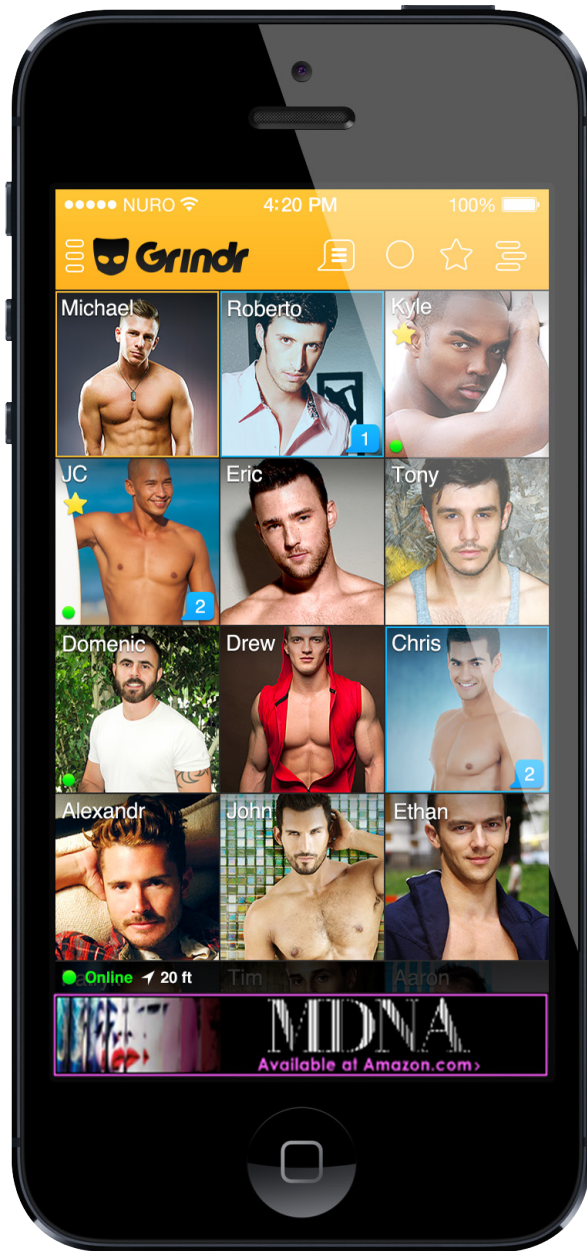 NURO
4:20 PM
100%
Grindr
Michael
Roberto
Kyle
1
JC
Eric
Tony
2
Domenic
Drew
Chris
2
Alexandr
John
Ethan
Online
20 ft
Tim
Aaron
MDNA
Available at Amazon.com>